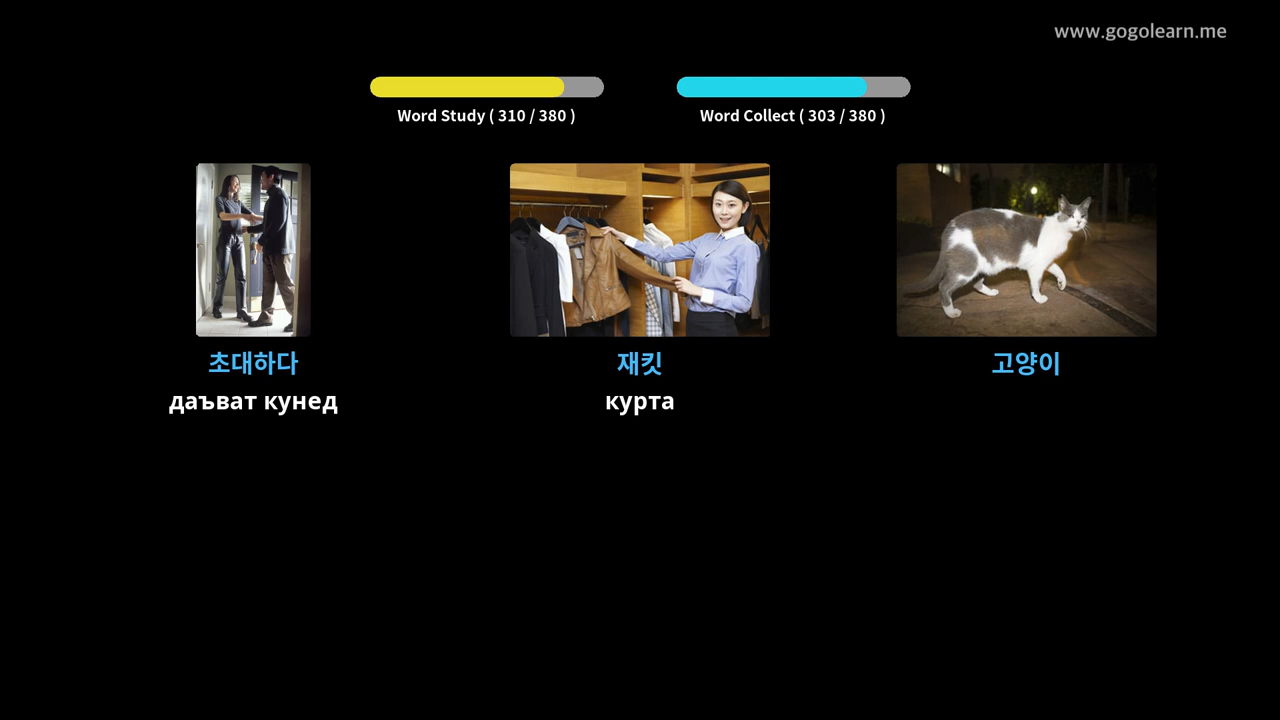 www.gogolearn.me
Word Study ( 310 / 380 )
Word Collect ( 303 / 380 )
초대하다
재킷
고양이
даъват кунед
курта